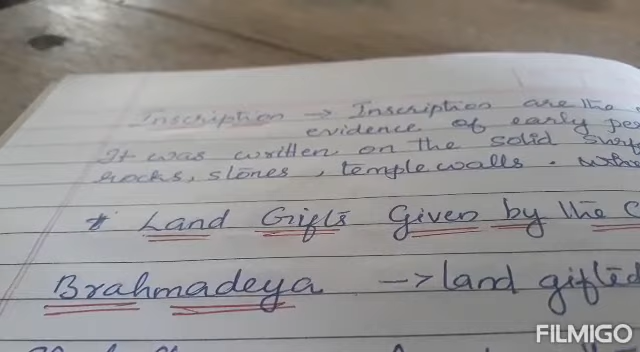 Inscription → Inscription are the
evidence of early
It was written on the solid
rocks, stones, temple walls.
* Land Gifts Given by the
Brahmadeya → land gifted
FILMIGO